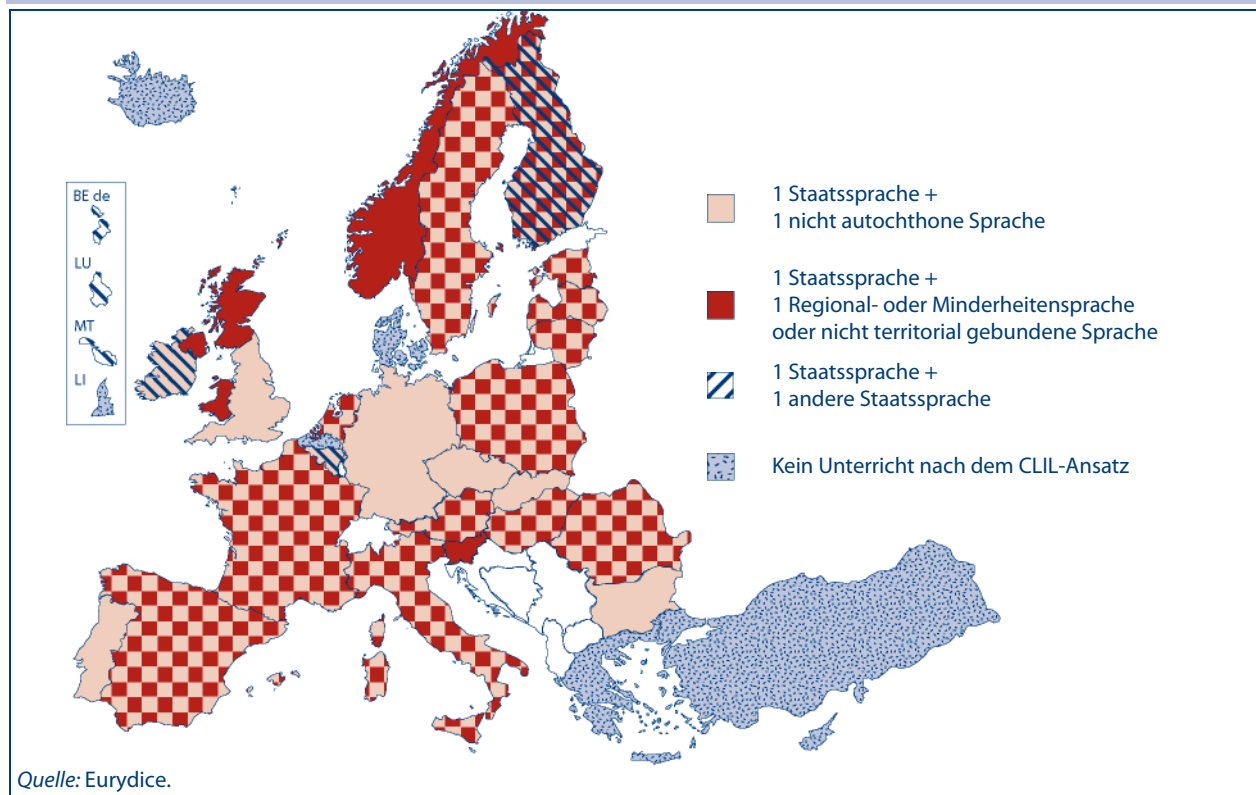 BE de
LU
MT
LI
1 Staatssprache +
1 nicht autochthone Sprache
1 Staatssprache +
1 Regional- oder Minderheitensprache
oder nicht territorial gebundene Sprache
1 Staatssprache +
1 andere Staatssprache
Kein Unterricht nach dem CLIL-Ansatz
Quelle: Eurydice.